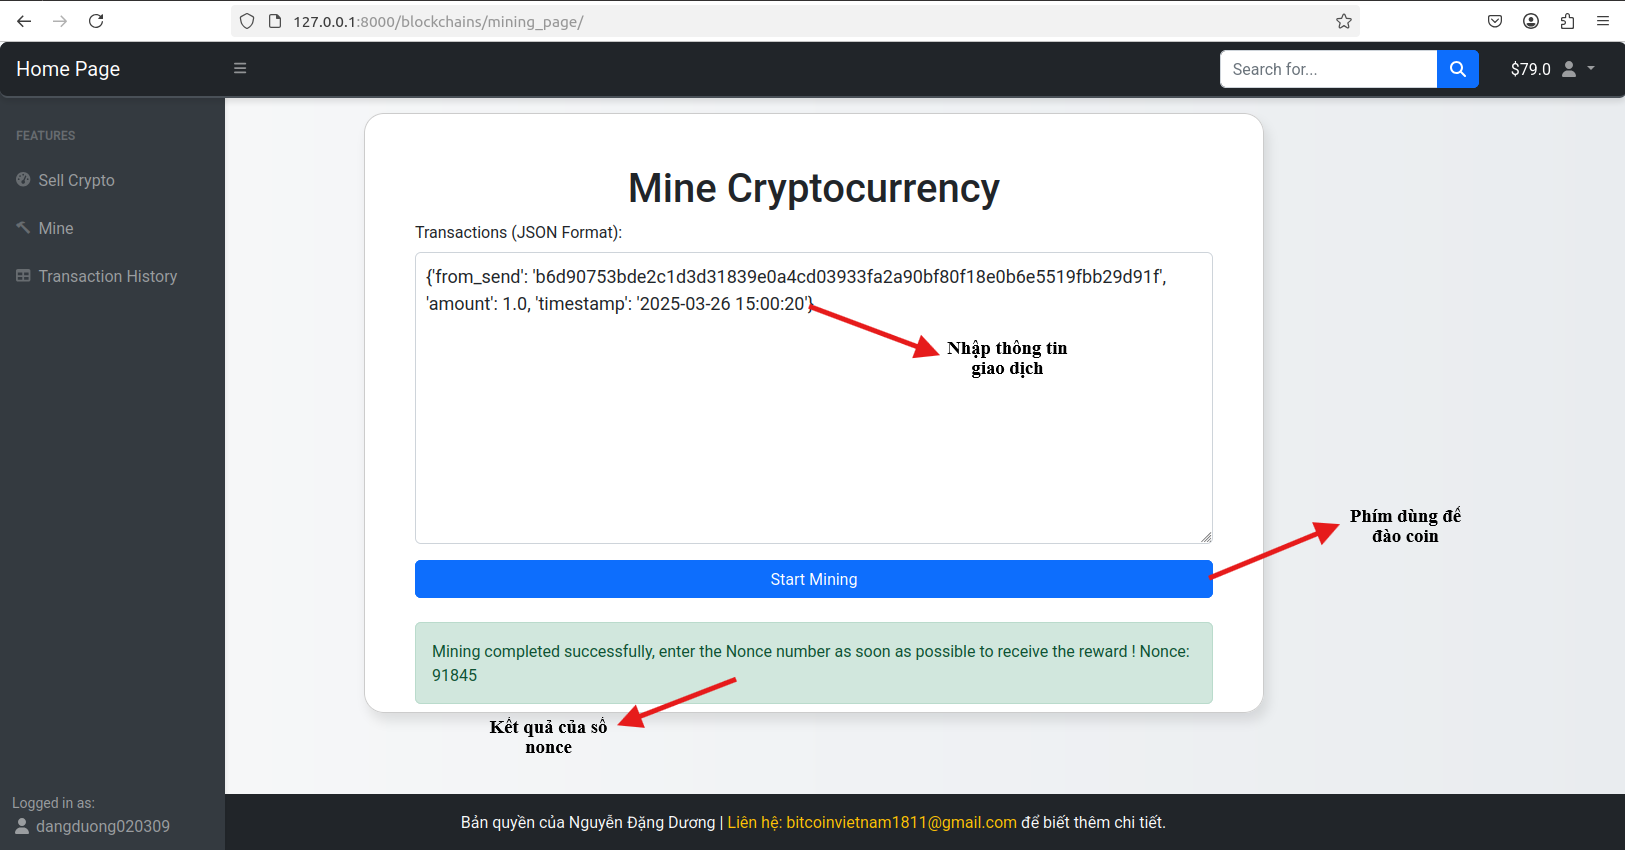 127.0.0.1:8000/blockchains/mining_page/
Home Page
Search for...
$79.0
FEATURES
Sell Crypto
Mine
Transaction History
Mine Cryptocurrency
Transactions (JSON Format):
{'from_send': 'b6d90753bde2c1d3d31839e0a4cd03933fa2a90bf80f18e0b6e5519fbb29d91f',
'amount': 1.0, 'timestamp': '2025-03-26 15:00:20'}
Nhập thông tin
giao dịch
Phím dùng để
đào coin
Start Mining
Mining completed successfully, enter the Nonce number as soon as possible to receive the reward ! Nonce:
91845
Kết quả của số
nonce
Logged in as:
dangduong020309
Bản quyền của Nguyễn Đặng Dương | Liên hệ: bitcoinvietnam1811@gmail.com để biết thêm chi tiết.